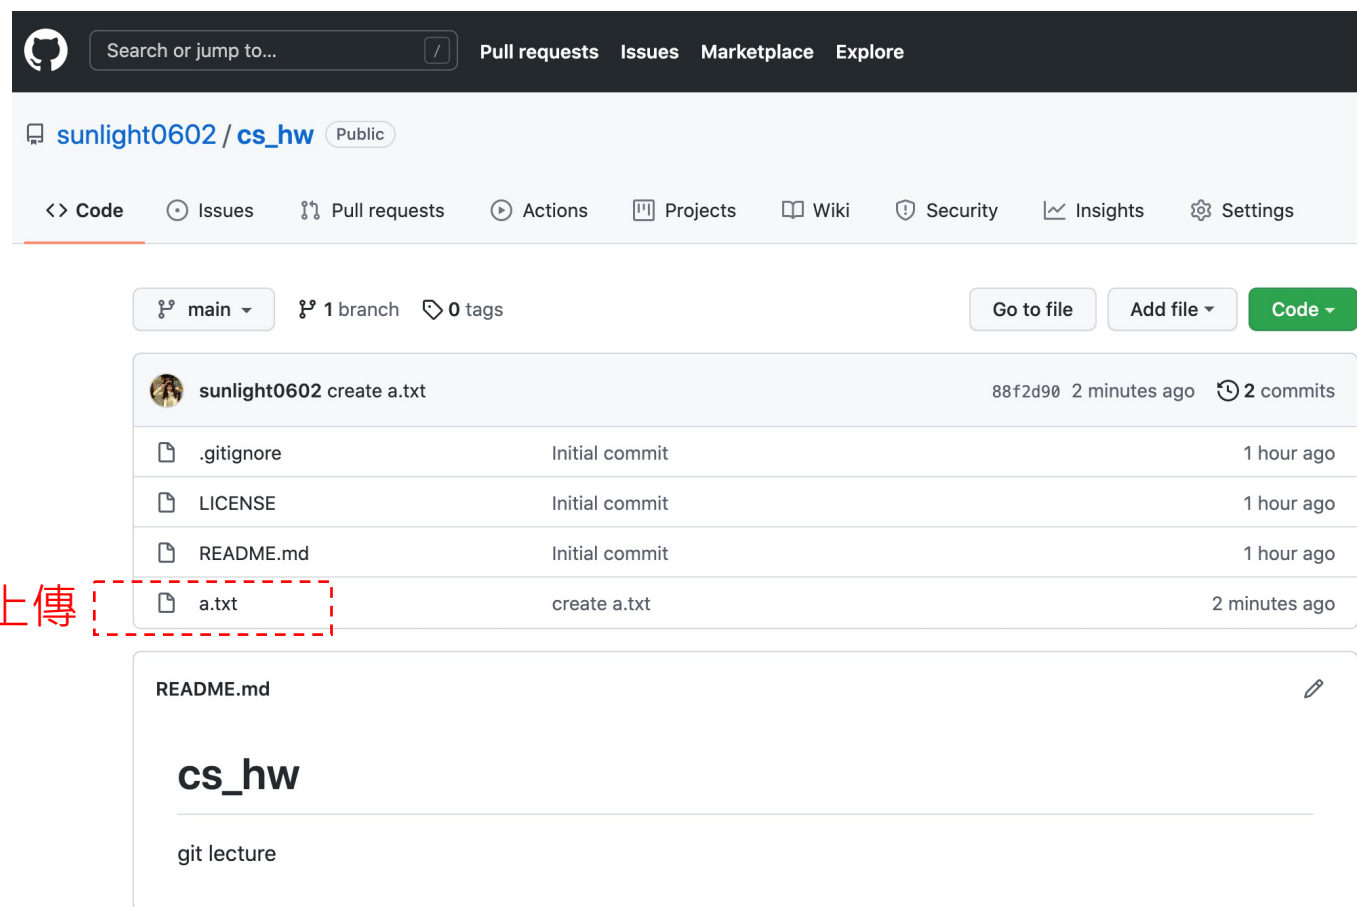 Search or jump to... / Pull requests Issues Marketplace Explore
sunlight0602 / cs_hw Public
<> Code Issues Pull requests Actions Projects Wiki Security Insights Settings
main 1 branch 0 tags Go to file Add file Code
sunlight0602 create a.txt 88f2d90 2 minutes ago 2 commits
.gitignore Initial commit 1 hour ago
LICENSE Initial commit 1 hour ago
README.md Initial commit 1 hour ago
上傳 a.txt create a.txt 2 minutes ago
README.md
cs_hw
git lecture